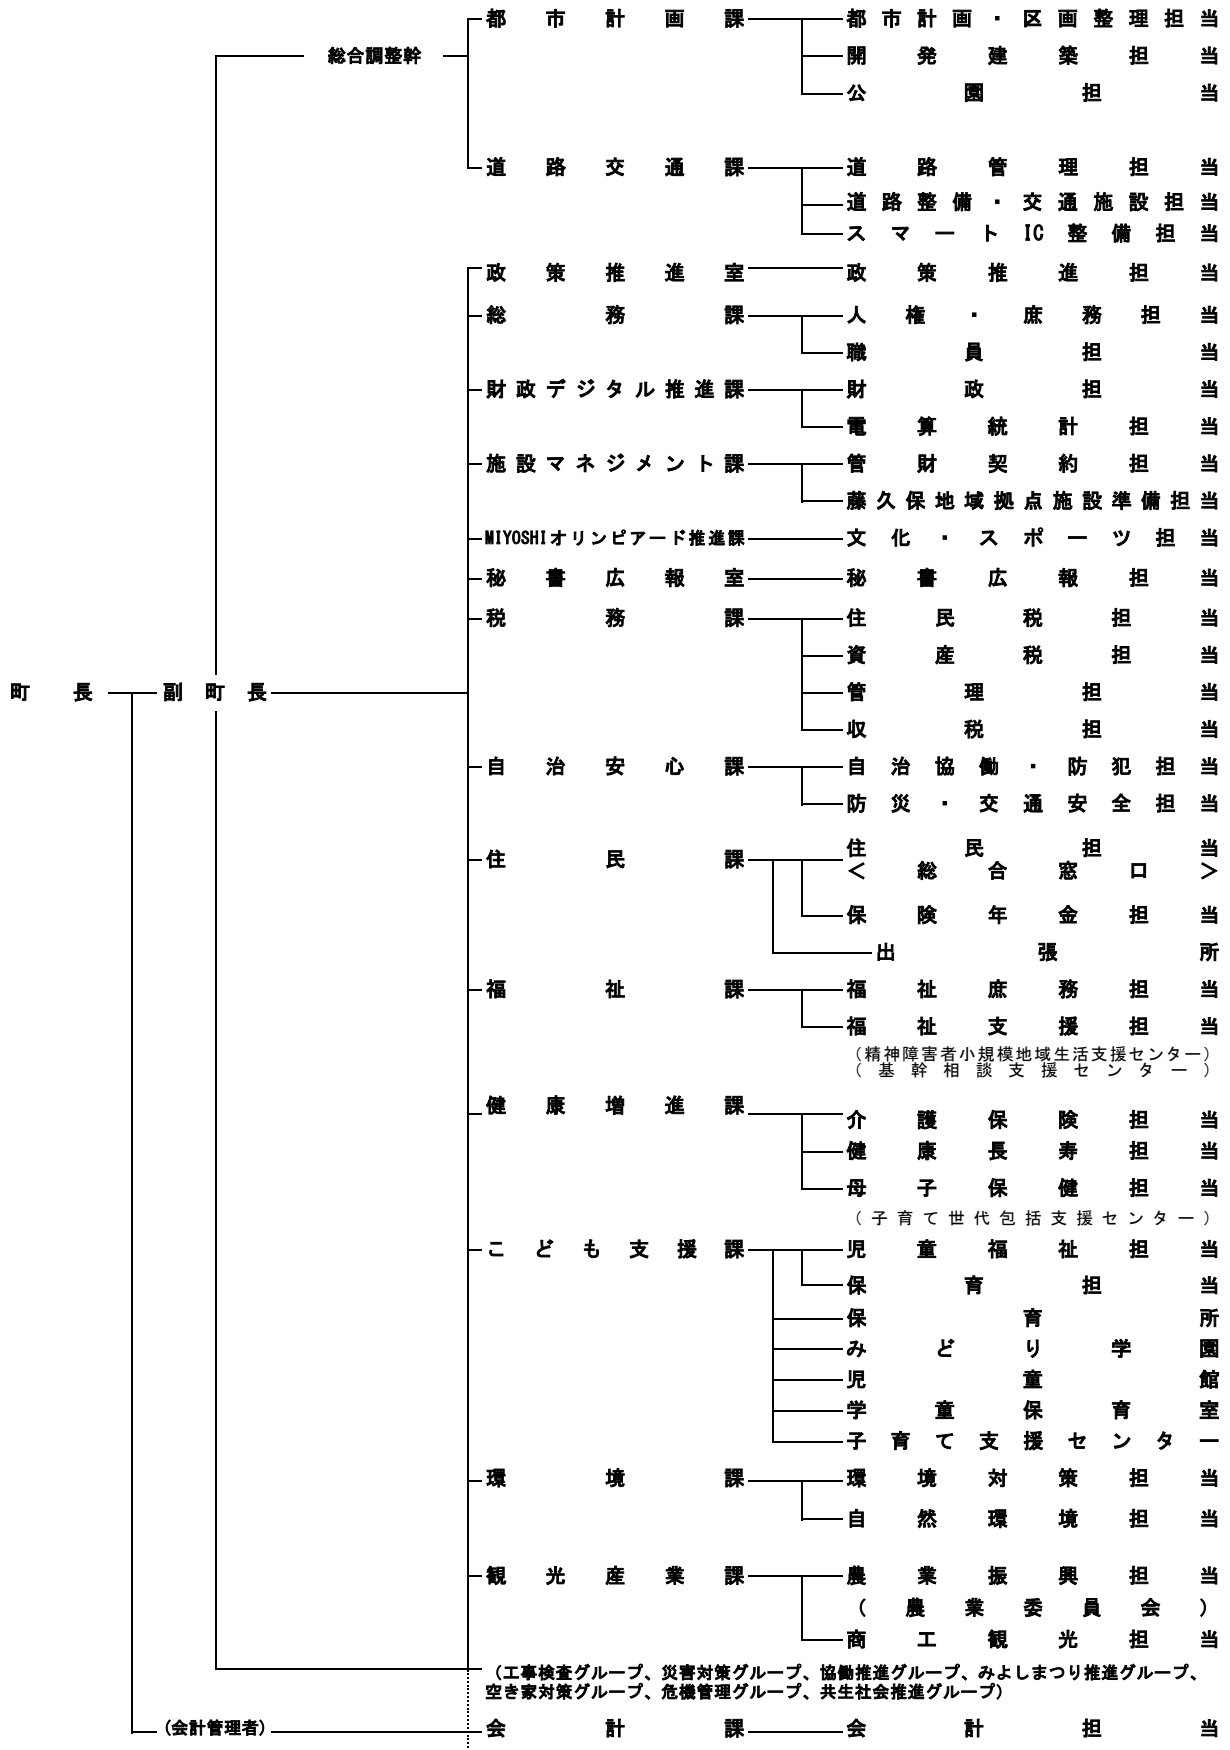 都市計画課 都市計画・区画整理担当
総合調整幹 開発建築担当
公園担当
道路交通課 道路管理担当
道路整備・交通施設担当
スマートIC整備担当
政策推進室 政策推進担当
総務課 人権・庶務担当
職員担当
財政デジタル推進課 財政担当
電算統計担当
施設マネジメント課 管財契約担当
藤久保地域拠点施設準備担当
MIYOSHIオリンピアード推進課 文化・スポーツ担当
秘書広報室 秘書広報担当
税務課 住民税担当
資産税担当
町長 副町長 管理担当
収税担当
自治安心課 自治協働・防犯担当
防災・交通安全担当
住民課 住民担当
＜総合窓口＞
保険年金担当
出張所
福祉課 福祉庶務担当
福祉支援担当
（精神障害者小規模地域生活支援センター）
（基幹相談支援センター）
健康増進課 介護保険担当
健康長寿担当
母子保健担当
（子育て世代包括支援センター）
こども支援課 児童福祉担当
保育担当
保育所
みどり学園
児童館
学童保育室
子育て支援センター
環境課 環境対策担当
自然環境担当
観光産業課 農業振興担当
（農業委員会）
商工観光担当
（工事検査グループ、災害対策グループ、協働推進グループ、みよしまつり推進グループ、
空き家対策グループ、危機管理グループ、共生社会推進グループ）
（会計管理者） 会計課 会計担当